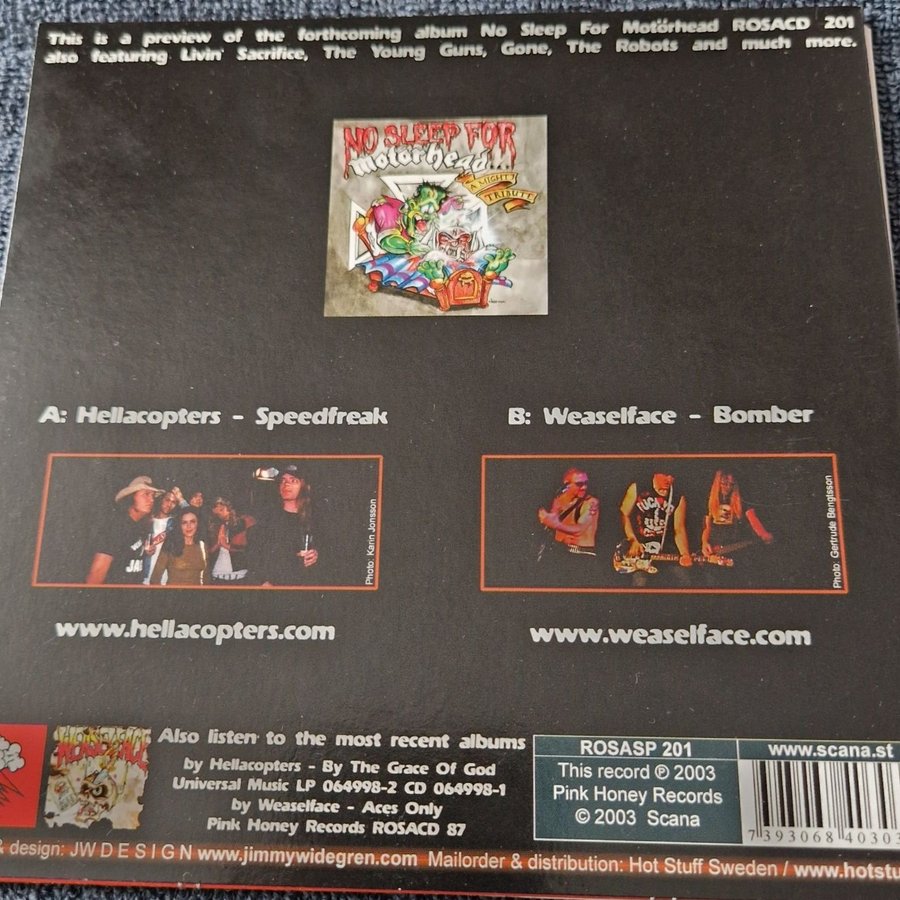 This is a preview of the forthcoming album No Sleep For Motörhead ROSACD 201
also featuring Livin' Sacrifice, The Young Guns, Gone, The Robots and much more.
NO SLEEP FOR
motörhead...
A MIGHTY
TRIBUTE
A: Hellacopters - Speedfreak
B: Weaselface - Bomber
Photo: Karin Jonsson
Photo: Gertrude Bengtsson
www.hellacopters.com
www.weaselface.com
Also listen to the most recent albums
by Hellacopters - By The Grace Of God
Universal Music LP 064998-2 CD 064998-1
by Weaselface - Aces Only
Pink Honey Records ROSACD 87
ROSASP 201
This record ℗ 2003
Pink Honey Records
© 2003 Scana
www.scana.st
7 393068 40303
& design: JW DESIGN www.jimmywidegren.com Mailorder & distribution: Hot Stuff Sweden / www.hotstu